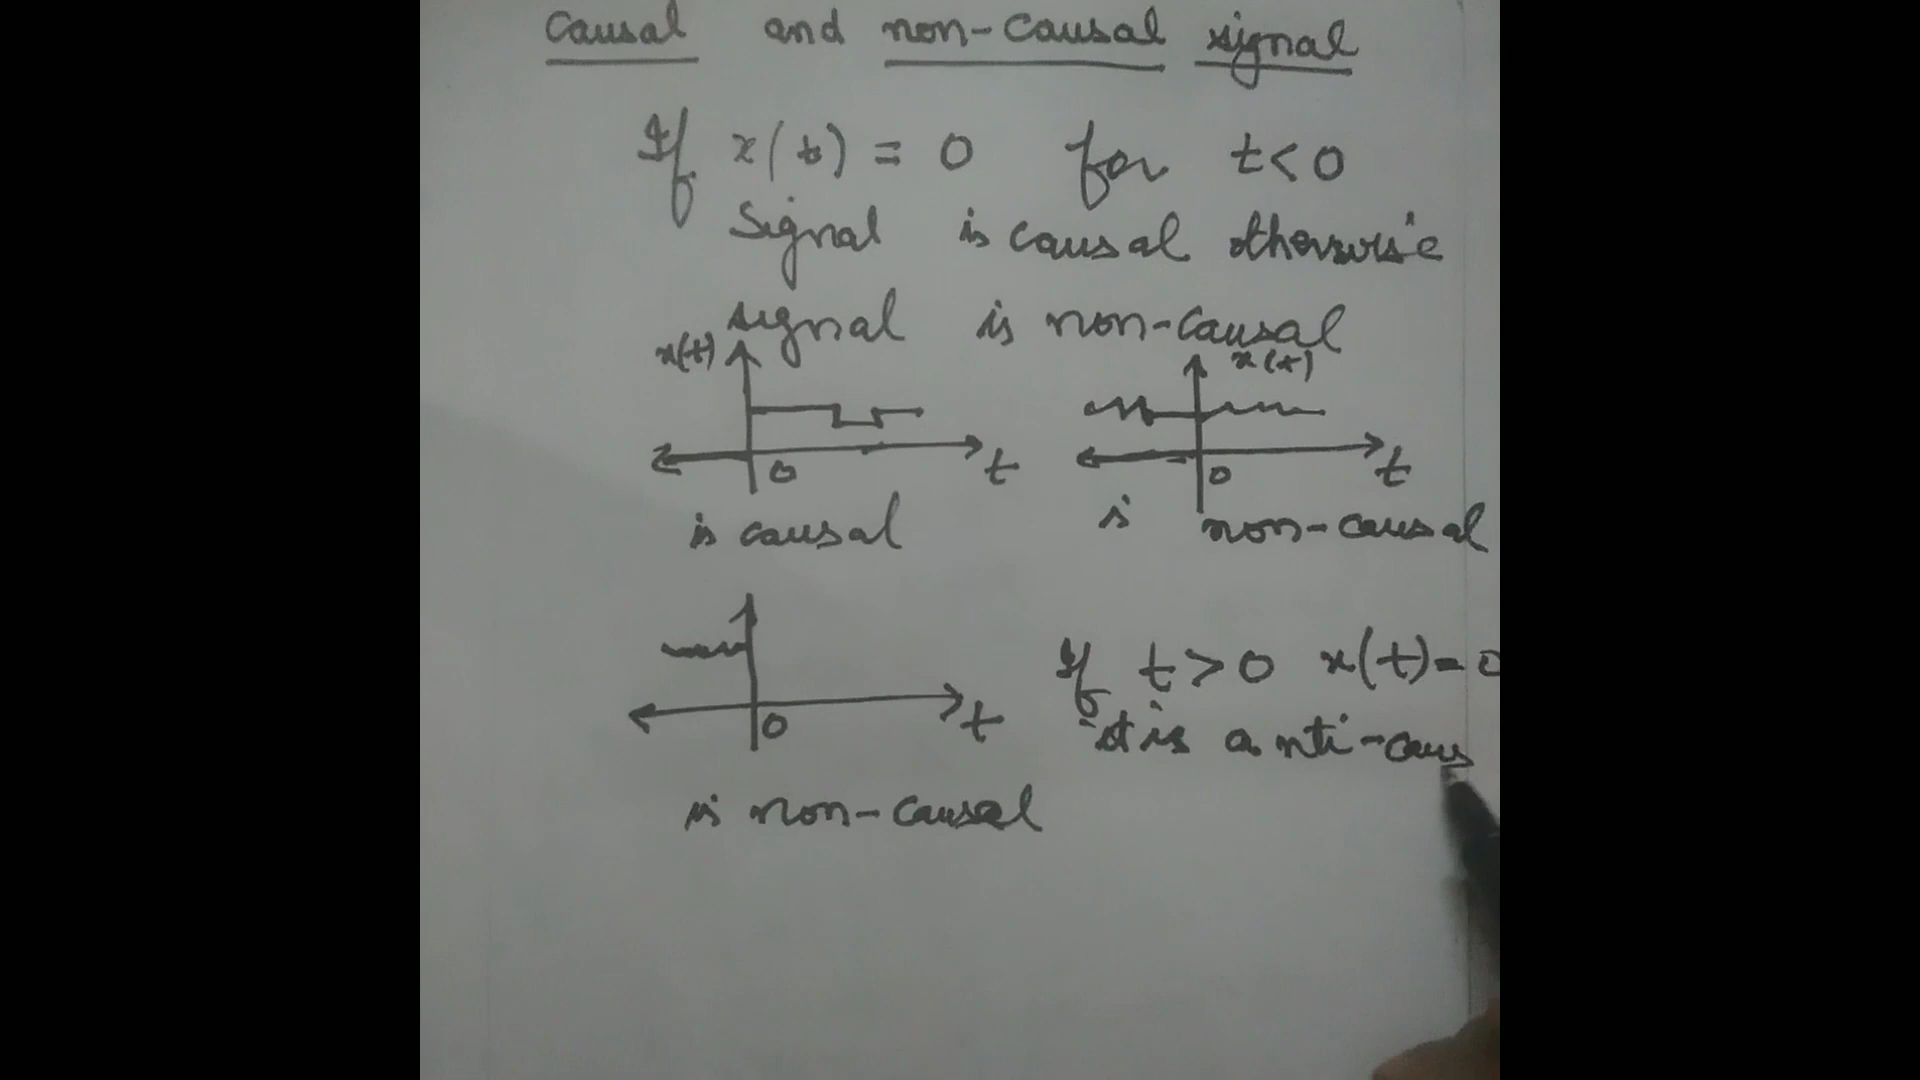 Causal and non-causal signal
If x(t) = 0 for t<0
Signal is causal otherwise
signal is non-causal
x(t)
0 t
is causal
x(t)
0 t
is non-causal
0 t
is non-causal
If t>0 x(t)=0
it is anti-caus